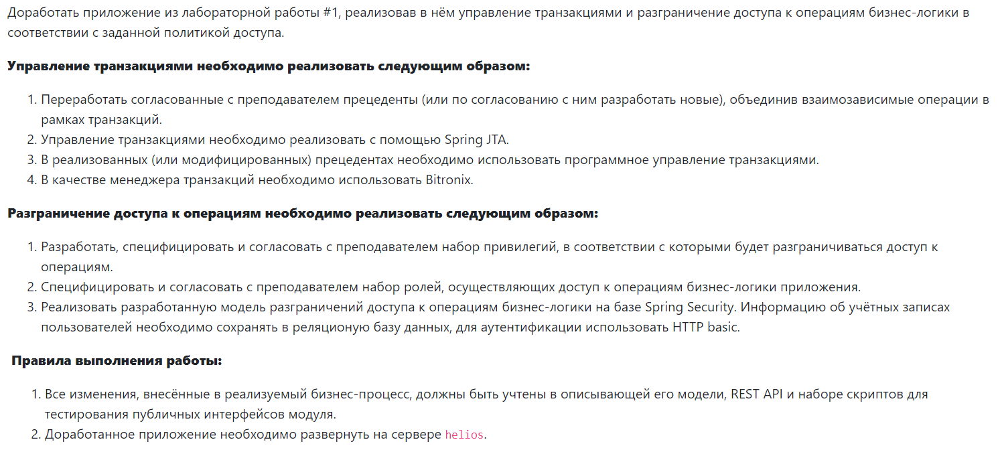 Доработать приложение из лабораторной работы #1, реализовав в нём управление транзакциями и разграничение доступа к операциям бизнес-логики в
соответствии с заданной политикой доступа.
Управление транзакциями необходимо реализовать следующим образом:
1. Переработать согласованные с преподавателем прецеденты (или по согласованию с ним разработать новые), объединив взаимозависимые операции в
рамках транзакций.
2. Управление транзакциями необходимо реализовать с помощью Spring JTA.
3. В реализованных (или модифицированных) прецедентах необходимо использовать программное управление транзакциями.
4. В качестве менеджера транзакций необходимо использовать Bitronix.
Разграничение доступа к операциям необходимо реализовать следующим образом:
1. Разработать, специфицировать и согласовать с преподавателем набор привилегий, в соответствии с которыми будет разграничиваться доступ к
операциям.
2. Специфицировать и согласовать с преподавателем набор ролей, осуществляющих доступ к операциям бизнес-логики приложения.
3. Реализовать разработанную модель разграничений доступа к операциям бизнес-логики на базе Spring Security. Информацию об учётных записах
пользователей необходимо сохранять в реляционую базу данных, для аутентификации использовать HTTP basic.
Правила выполнения работы:
1. Все изменения, внесённые в реализуемый бизнес-процесс, должны быть учтены в описывающей его модели, REST API и наборе скриптов для
тестирования публичных интерфейсов модуля.
2. Доработанное приложение необходимо развернуть на сервере helios.